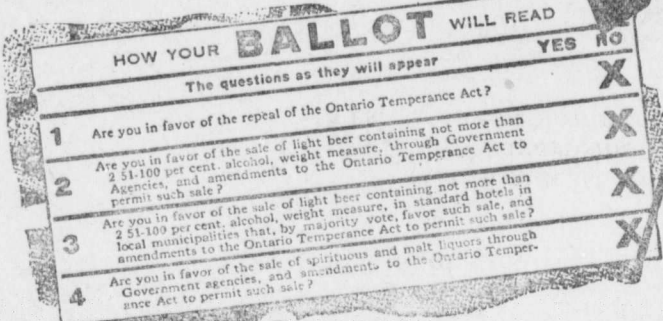 HOW YOUR BALLOT WILL READ
The questions as they will appear YES NO
1 Are you in favor of the repeal of the Ontario Temperance Act? X
2 Are you in favor of the sale of light beer containing not more than X
2 51-100 per cent. alcohol, weight measure, through Government
Agencies, and amendments to the Ontario Temperance Act to
permit such sale?
3 Are you in favor of the sale of light beer containing not more than X
2 51-100 per cent. alcohol, weight measure, in standard hotels in
local municipalities that, by majority vote, favor such sale, and
amendments to the Ontario Temperance Act to permit such sale?
4 Are you in favor of the sale of spirituous and malt liquors through X
Government agencies, and amendments to the Ontario Temper-
ance Act to permit such sale?